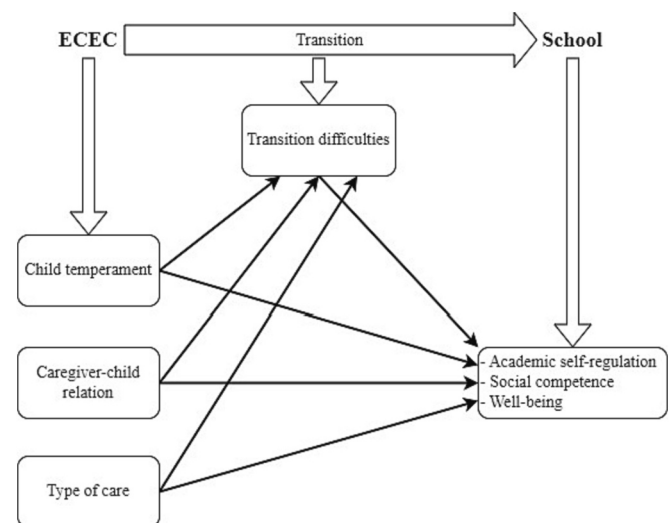 ECEC
Transition
School
Transition difficulties
Child temperament
Caregiver-child
relation
- Academic self-regulation
- Social competence
- Well-being
Type of care